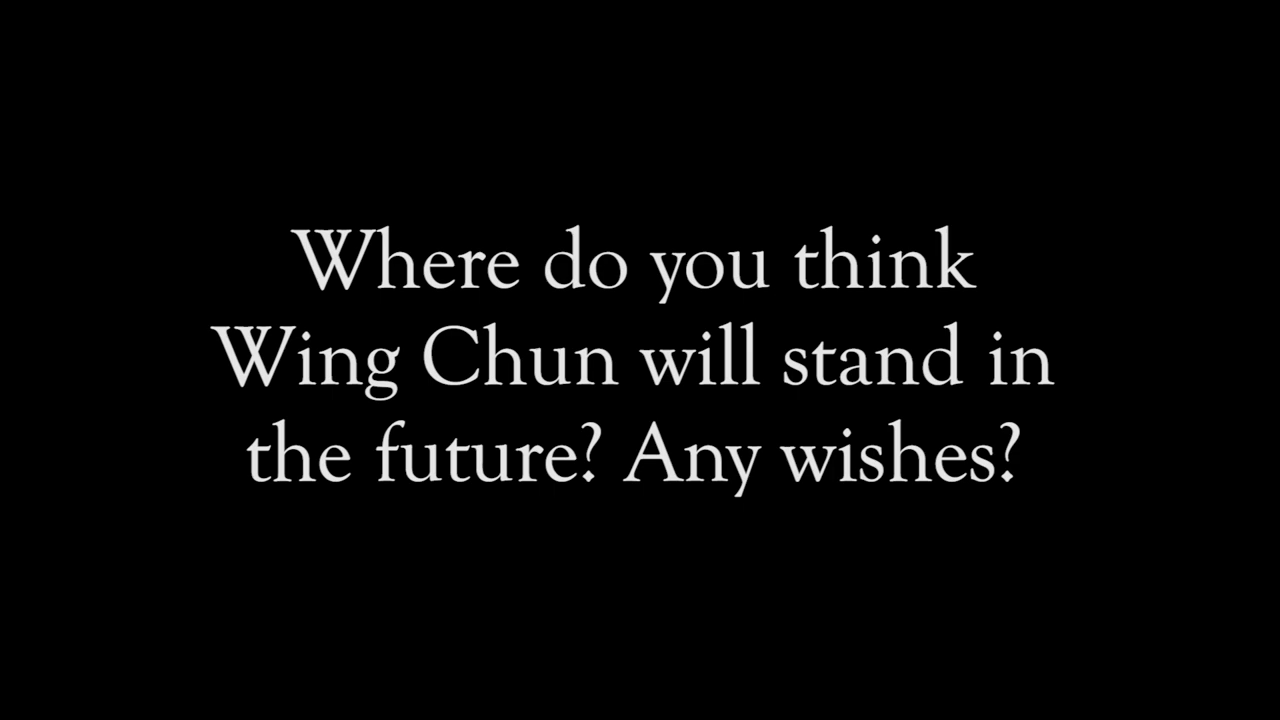 Where do you think
Wing Chun will stand in
the future? Any wishes?